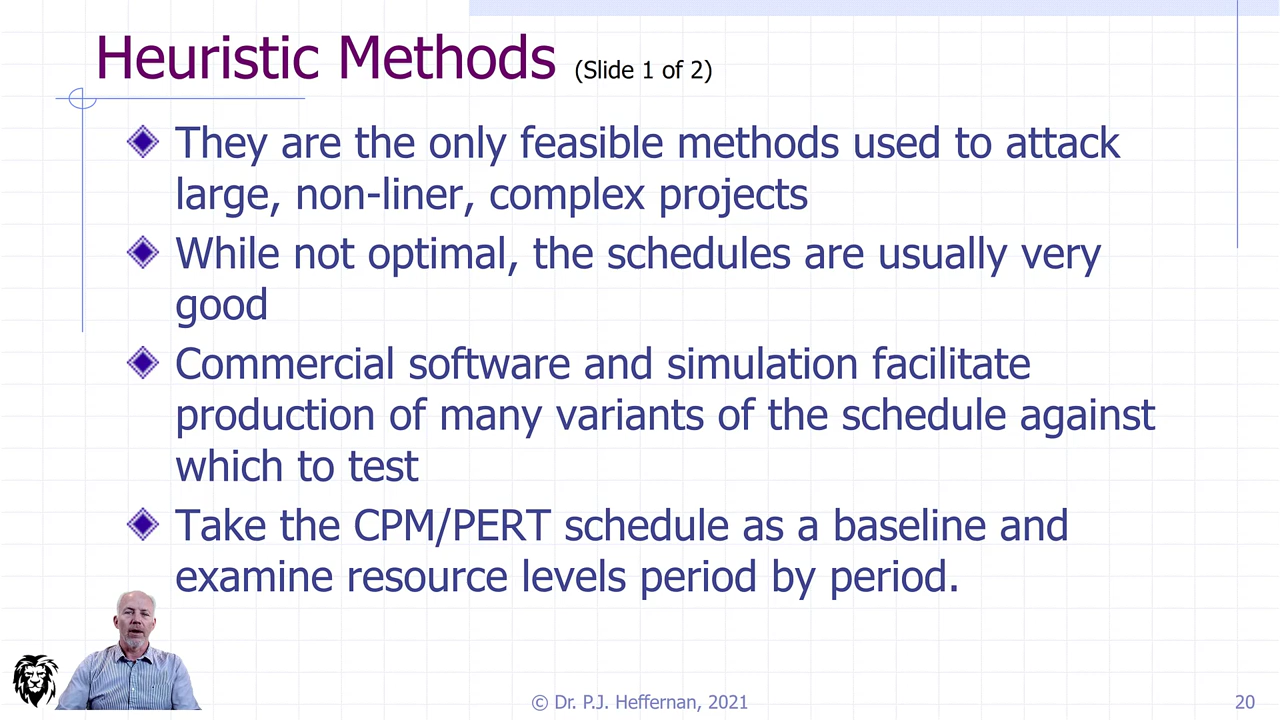 Heuristic Methods (Slide 1 of 2)
They are the only feasible methods used to attack
large, non-liner, complex projects
While not optimal, the schedules are usually very
good
Commercial software and simulation facilitate
production of many variants of the schedule against
which to test
Take the CPM/PERT schedule as a baseline and
examine resource levels period by period.
© Dr. P.J. Heffernan, 2021
20